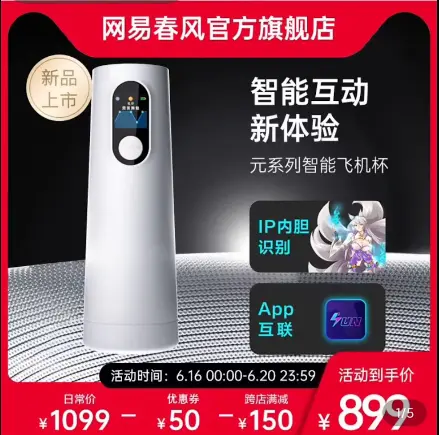 网易春风官方旗舰店
新品
上市
智能互动
新体验
元系列智能飞机杯
IP内胆
识别
App
互联
SUN
活动时间：6.16 00:00-6.20 23:59
日常价
¥1099
—
优惠券
¥50
—
跨店满减
¥150
活动到手价
¥899
1/5